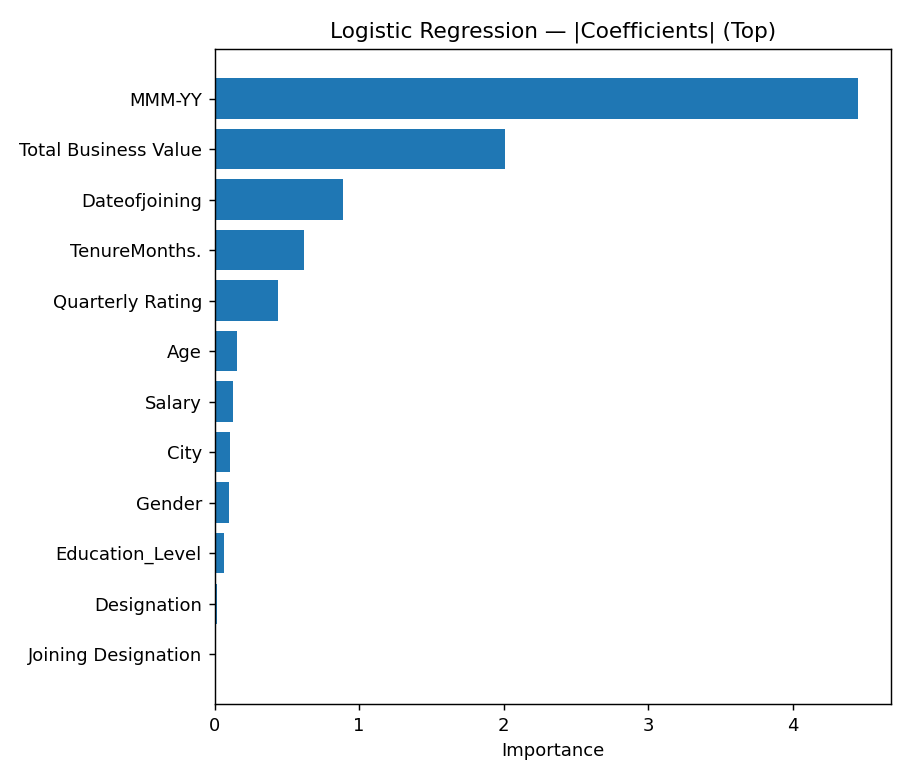 Logistic Regression — |Coefficients| (Top)
MMM-YY
Total Business Value
Dateofjoining
TenureMonths.
Quarterly Rating
Age
Salary
City
Gender
Education_Level
Designation
Joining Designation
0 1 2 3 4
Importance